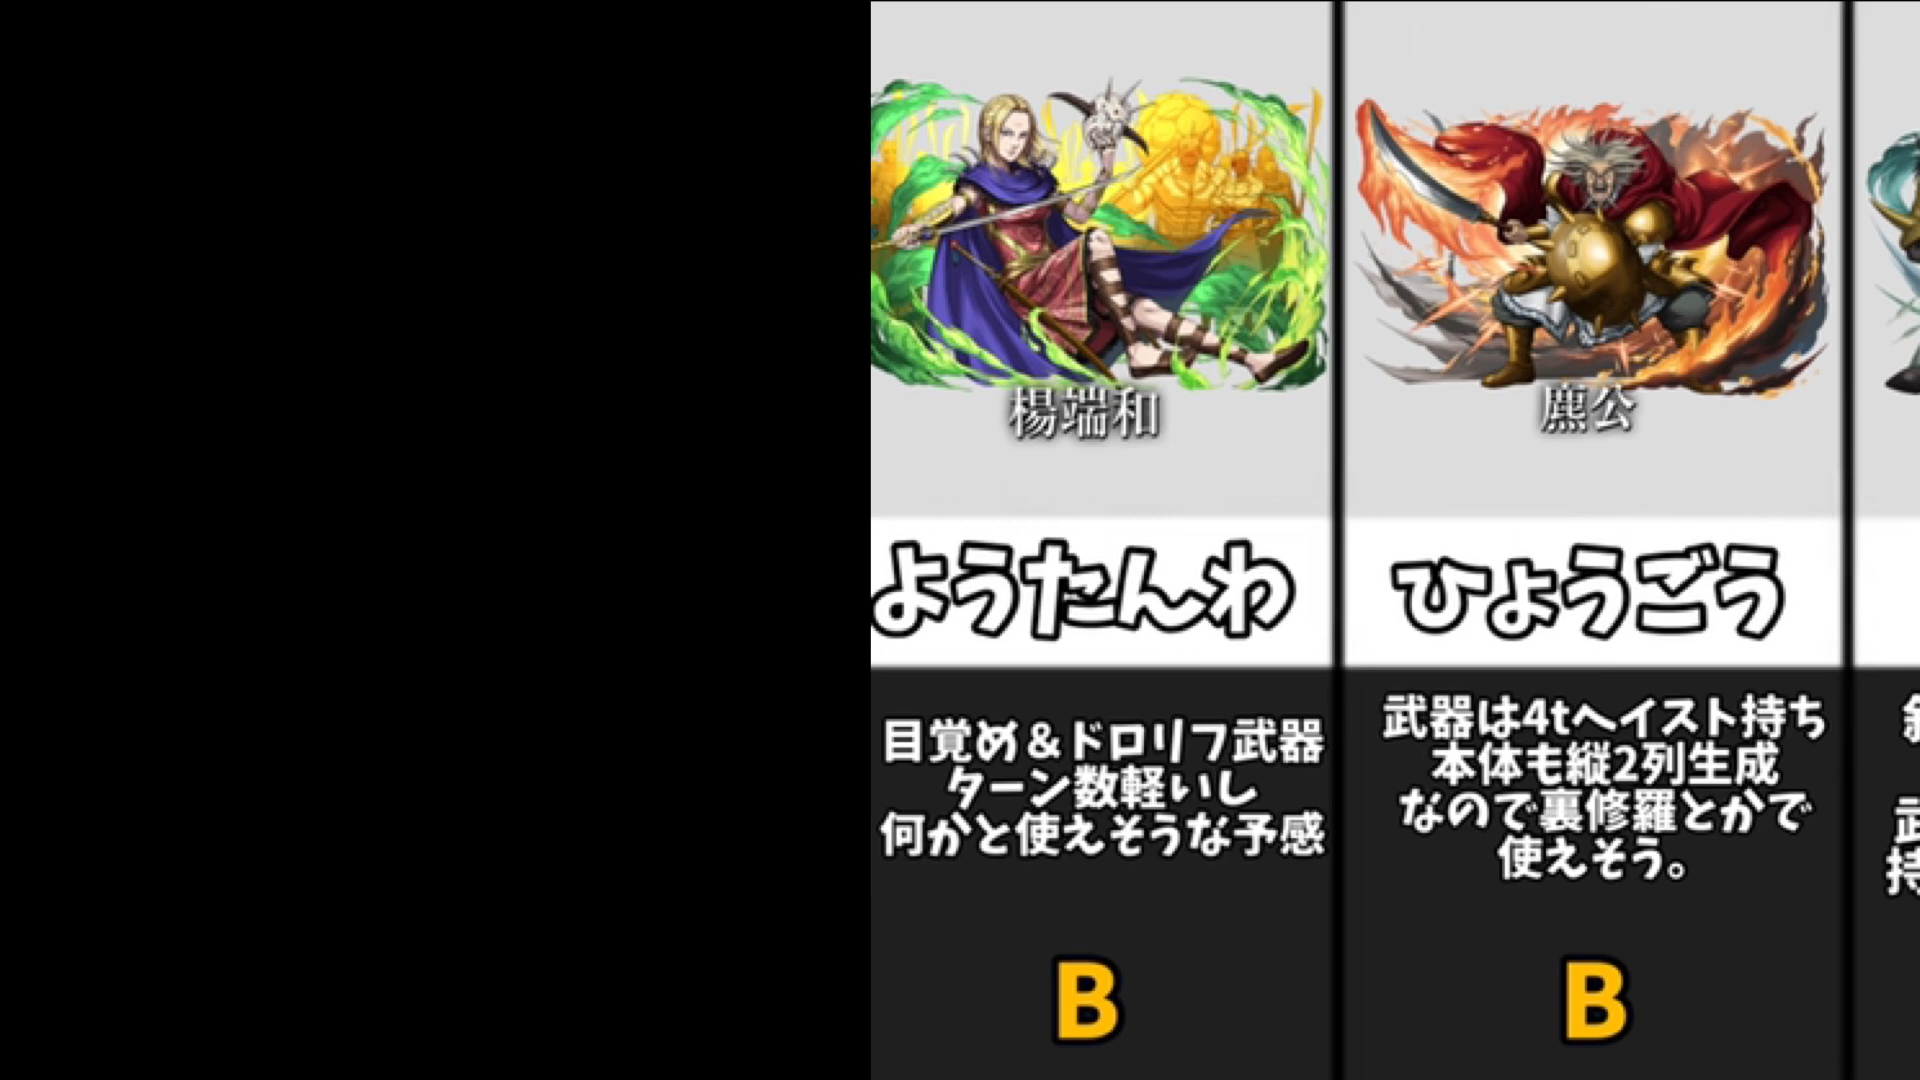 楊端和
ようたんわ
目覚め＆ドロリフ武器
ターン数軽いし
何かと使えそうな予感
B
麃公
ひょうごう
武器は4tヘイスト持ち
本体も縦2列生成
なので裏修羅とかで
使えそう。
B
武
持